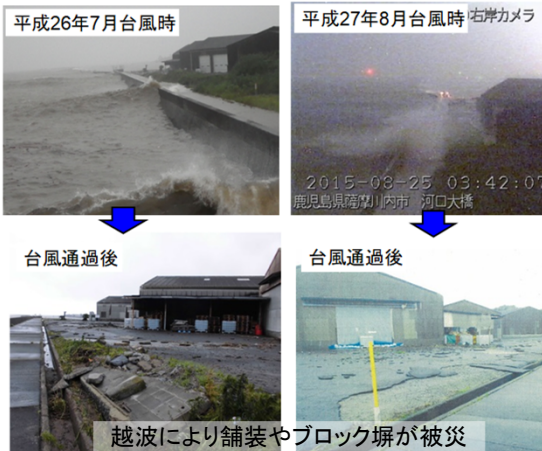 平成26年7月台風時
平成27年8月台風時
右岸カメラ
2015-08-25 03:42:07
鹿児島県薩摩川内市 河口大橋
台風通過後
台風通過後
越波により舗装やブロック塀が被災